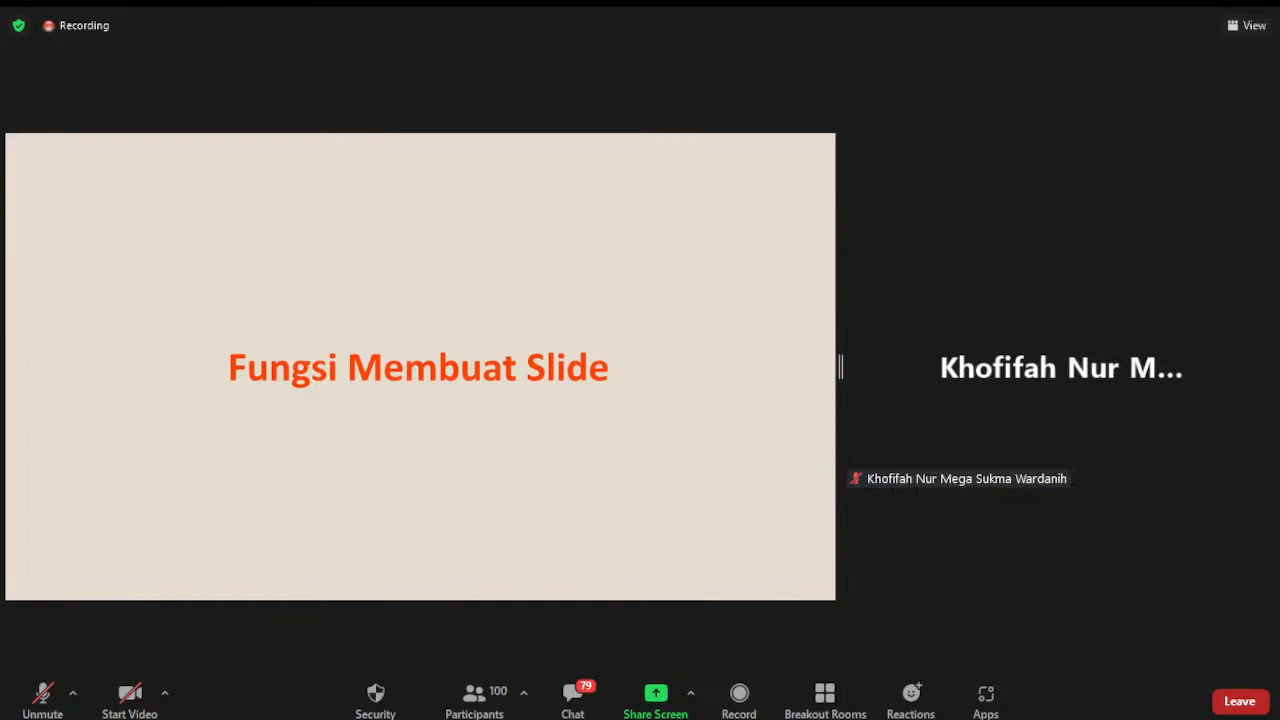 Recording
View
Fungsi Membuat Slide
Khofifah Nur M...
Khofifah Nur Mega Sukma Wardanih
100
79
Unmute
Start Video
Security
Participants
Chat
Share Screen
Record
Breakout Rooms
Reactions
Apps
Leave